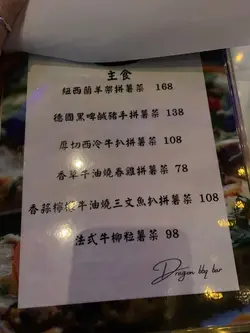 主食
紐西蘭羊架拼薯菜 168
德國黑啤鹹豬手拼薯菜 138
厚切西冷牛扒拼薯菜 108
香草牛油燒春雞拼薯菜 78
香蒜檸檬牛油燒三文魚扒拼薯菜 108
法式牛柳粒薯菜 98
Dragon bbq bar